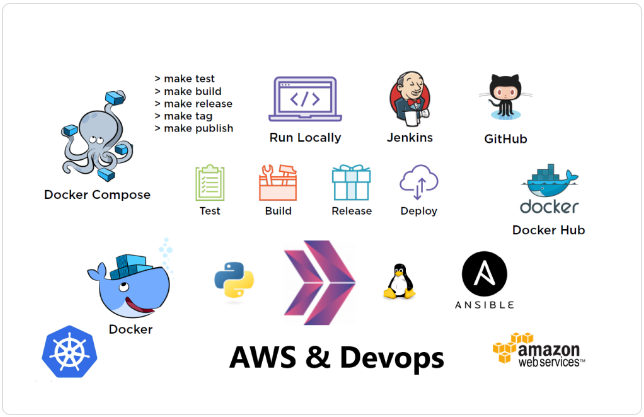 > make test
> make build
> make release
> make tag
> make publish
Docker Compose
Run Locally
Jenkins
GitHub
Test
Build
Release
Deploy
docker
Docker Hub
Docker
ANSIBLE
AWS & Devops
amazon
web services™